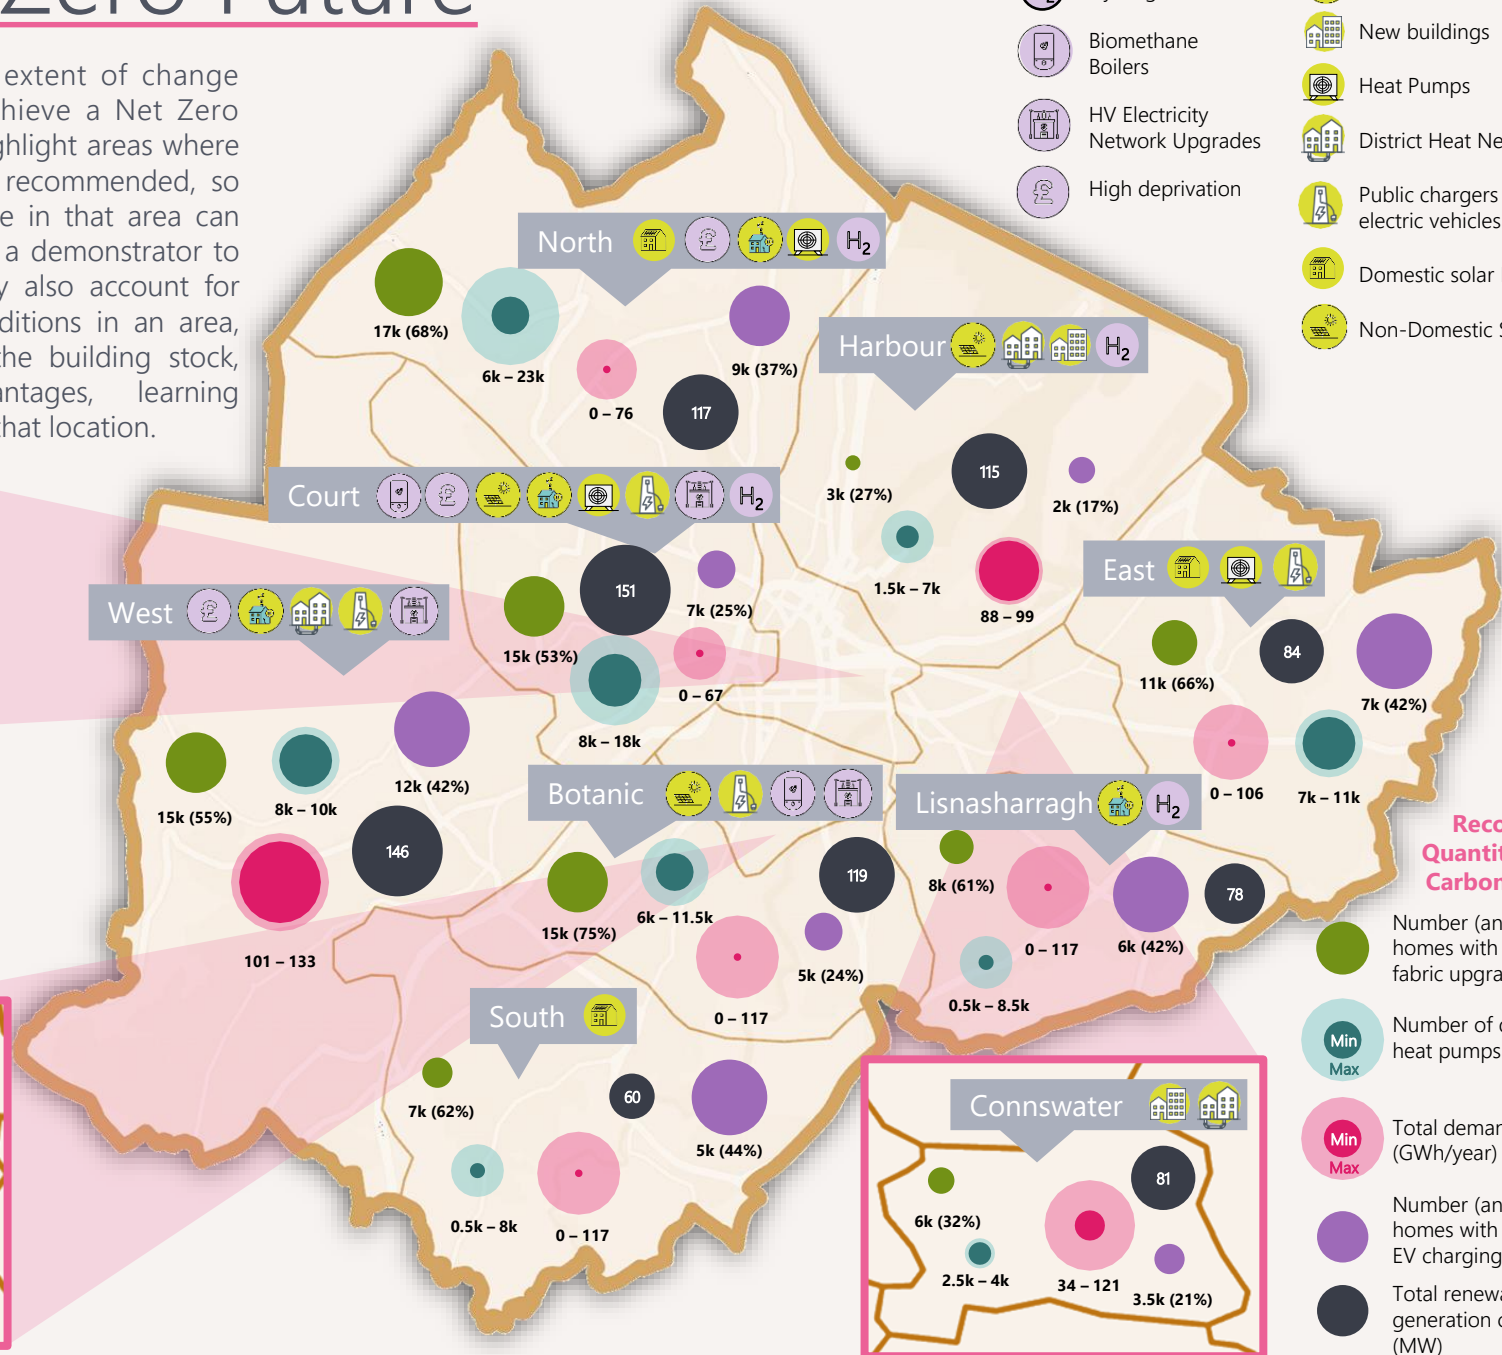 Zero Future
extent of change
chieve a Net Zero
ghlight areas where
recommended, so
e in that area can
a demonstrator to
y also account for
ditions in an area,
the building stock,
antages, learning
that location.
Biomethane
Boilers
HV Electricity
Network Upgrades
High deprivation
New buildings
Heat Pumps
District Heat Ne
Public chargers
electric vehicles
Domestic solar
Non-Domestic S
North
H2
17k (68%)
6k – 23k
0 – 76
9k (37%)
117
Harbour
H2
3k (27%)
115
2k (17%)
1.5k – 7k
88 – 99
Court
H2
151
15k (53%)
7k (25%)
0 – 67
8k – 18k
East
11k (66%)
84
7k (42%)
0 – 106
7k – 11k
West
15k (55%)
8k – 10k
12k (42%)
146
101 – 133
Botanic
15k (75%)
6k – 11.5k
119
5k (24%)
0 – 117
Lisnasharragh
H2
8k (61%)
0 – 117
6k (42%)
78
0.5k – 8.5k
South
7k (62%)
60
5k (44%)
0.5k – 8k
0 – 117
Connswater
6k (32%)
81
2.5k – 4k
34 – 121
3.5k (21%)
Reco
Quantit
Carbon
Number (an
homes with
fabric upgra
Min
Max
Number of d
heat pumps
Min
Max
Total deman
(GWh/year)
Number (an
homes with
EV charging
Total renewa
generation c
(MW)